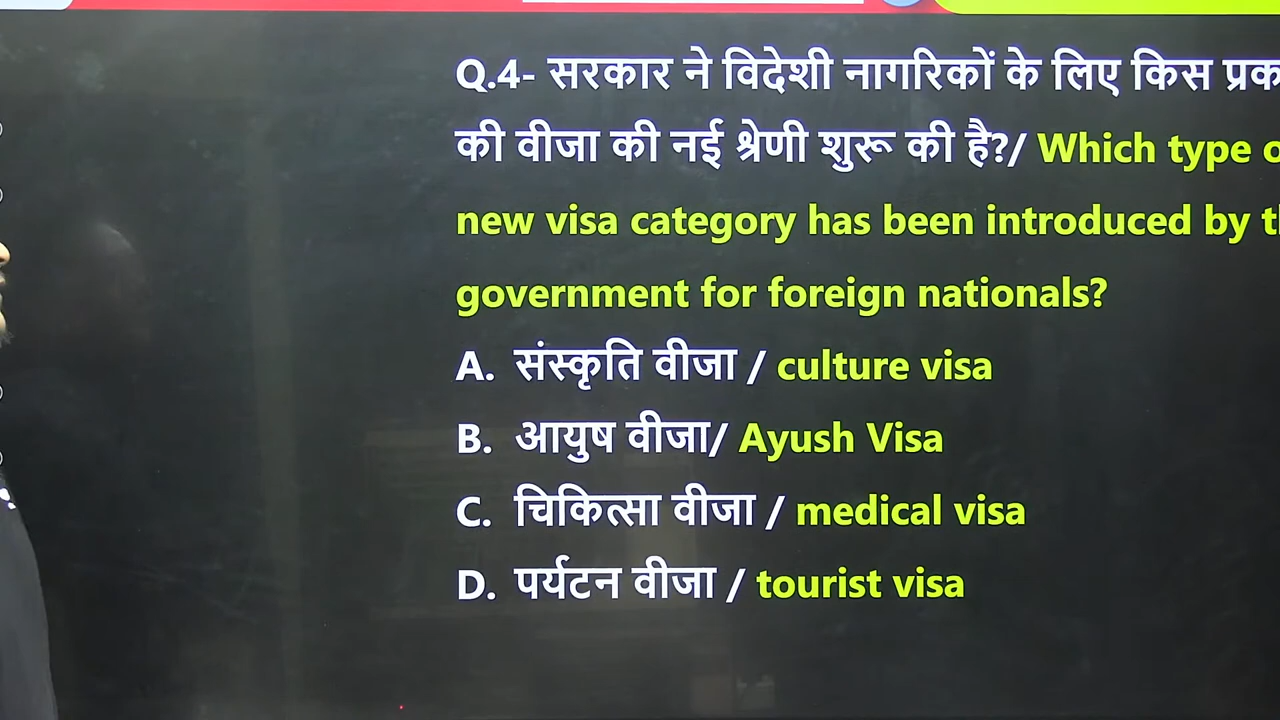 Q.4- सरकार ने विदेशी नागरिकों के लिए किस
की वीजा की नई श्रेणी शुरू की है?/ Which type
new visa category has been introduced by
government for foreign nationals?
A. संस्कृति वीजा / culture visa
B. आयुष वीजा/ Ayush Visa
C. चिकित्सा वीजा / medical visa
D. पर्यटन वीजा / tourist visa